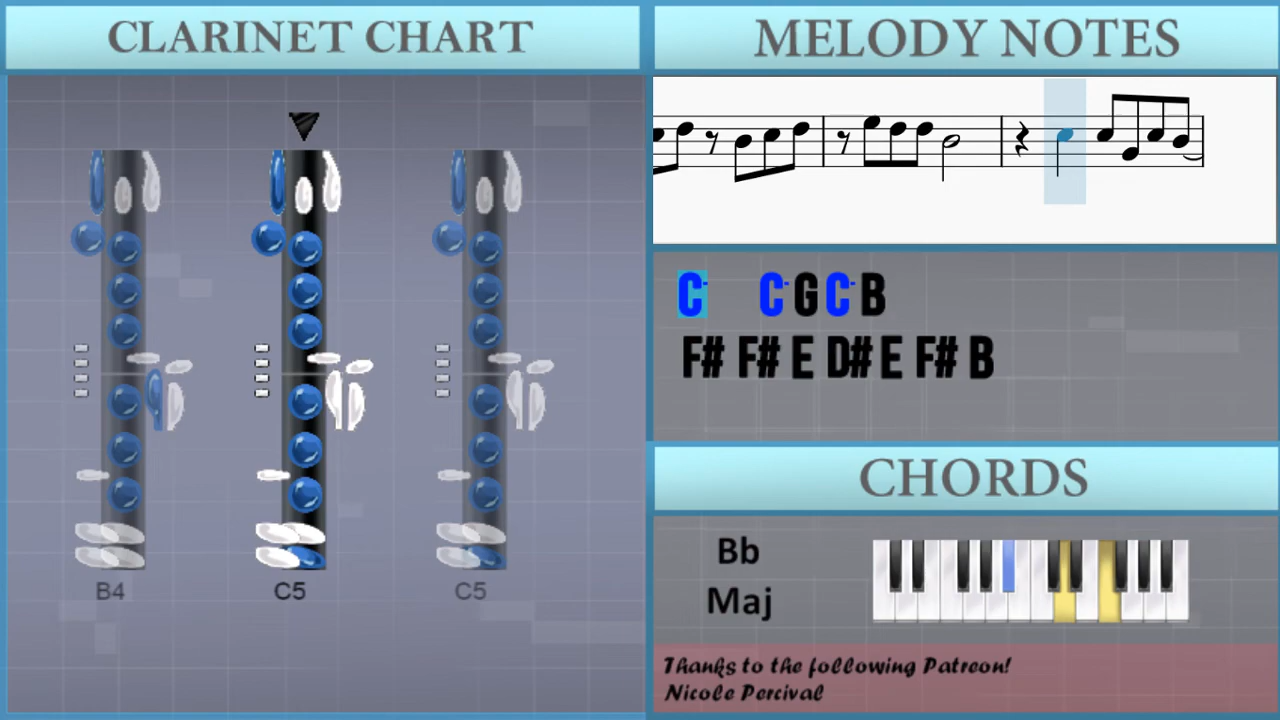 CLARINET CHART
B4
C5
C5
MELODY NOTES
C C G C B
F# F# E D# E F# B
CHORDS
Bb
Maj
Thanks to the following Patreon!
Nicole Percival